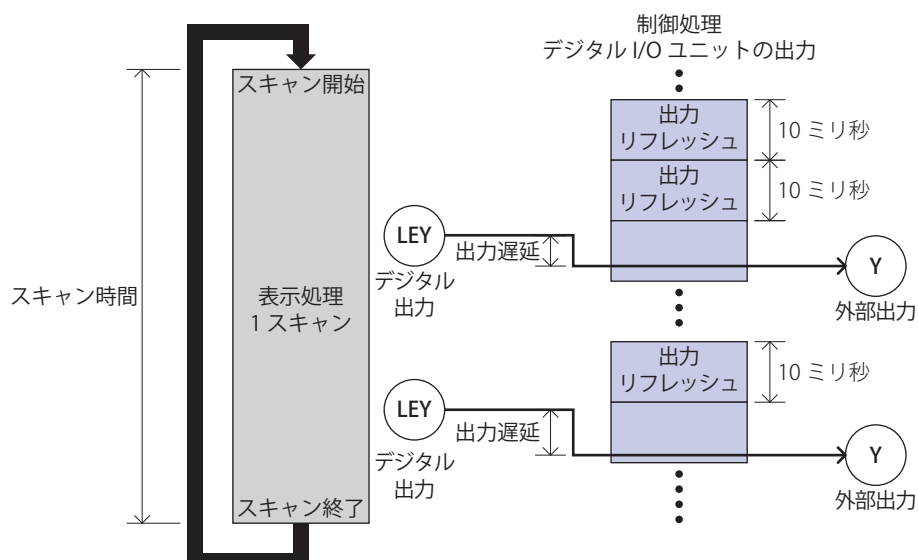 制御処理
デジタル I/O ユニットの出力
スキャン開始
出力
リフレッシュ
10 ミリ秒
出力
リフレッシュ
10 ミリ秒
LEY
出力遅延
デジタル
出力
Y
外部出力
スキャン時間
表示処理
1 スキャン
出力
リフレッシュ
10 ミリ秒
LEY
出力遅延
デジタル
出力
Y
外部出力
スキャン終了